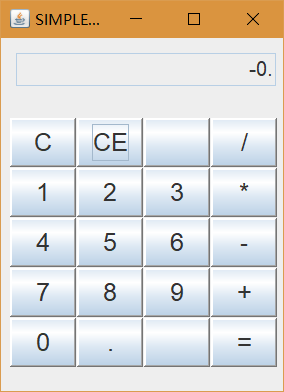 SIMPLE...
-0.
C CE /
1 2 3 *
4 5 6 -
7 8 9 +
0 . =